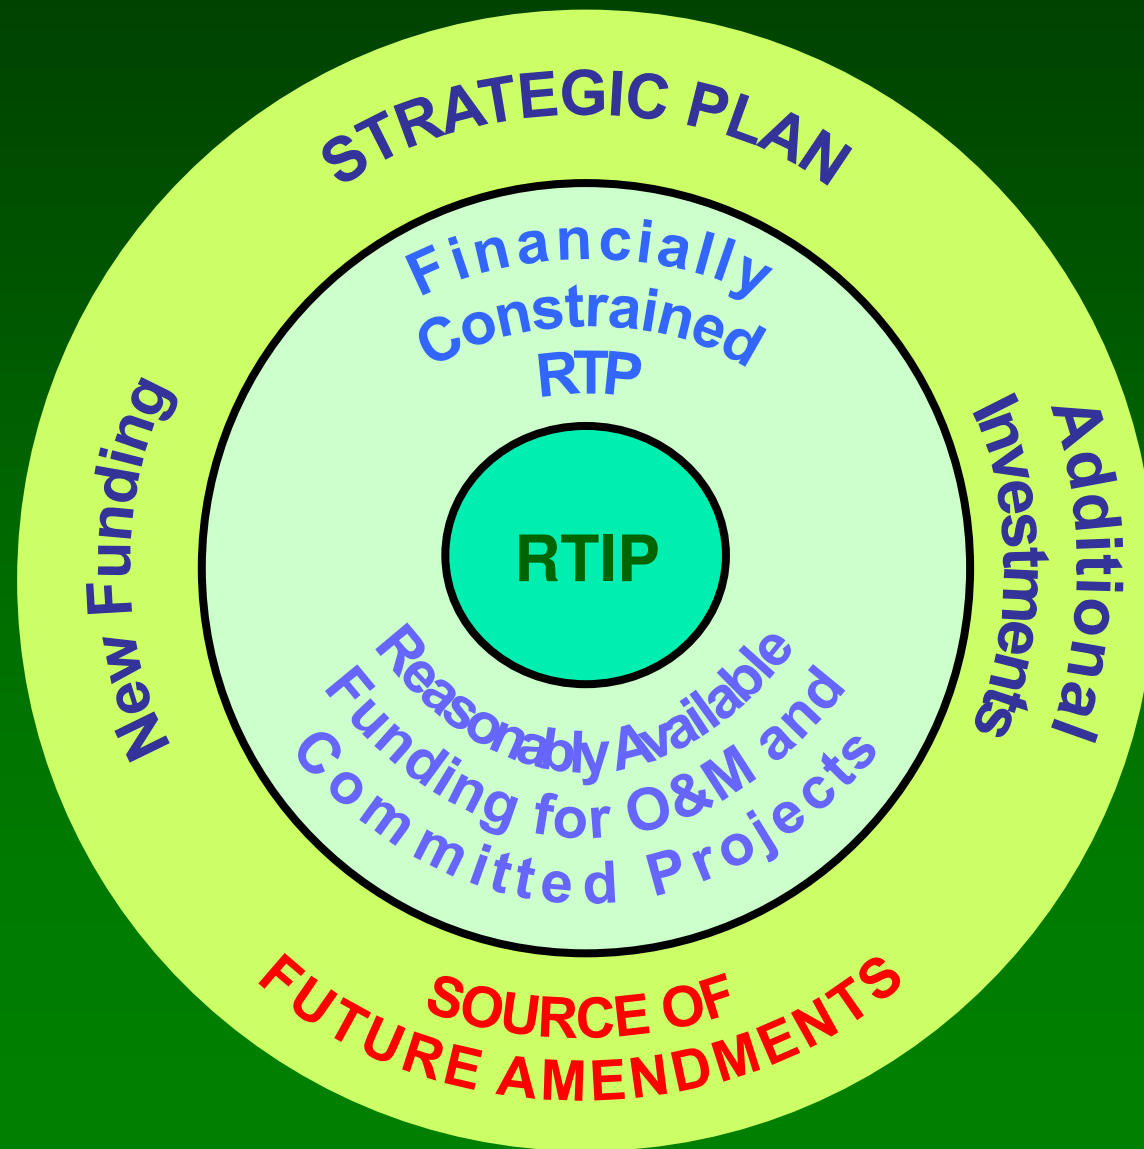 STRATEGIC PLAN
Financially
Constrained
RTP
New Funding
Additional
Investments
RTIP
Reasonably Available
Funding for O&M and
Committed Projects
SOURCE OF
FUTURE AMENDMENTS